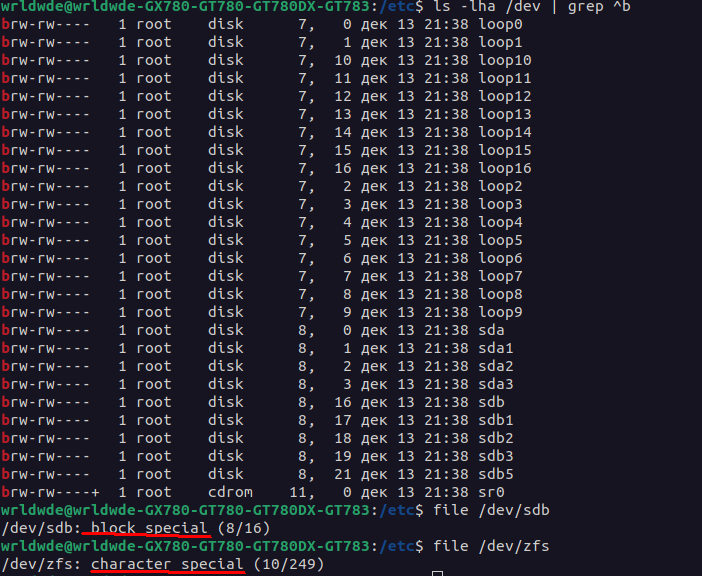 wrldwde@wrldwde-GX780-GT780-GT780DX-GT783:/etc$ ls -lha /dev | grep ^b
brw-rw----   1 root    disk      7,   0 дек 13 21:38 loop0
brw-rw----   1 root    disk      7,   1 дек 13 21:38 loop1
brw-rw----   1 root    disk      7,  10 дек 13 21:38 loop10
brw-rw----   1 root    disk      7,  11 дек 13 21:38 loop11
brw-rw----   1 root    disk      7,  12 дек 13 21:38 loop12
brw-rw----   1 root    disk      7,  13 дек 13 21:38 loop13
brw-rw----   1 root    disk      7,  14 дек 13 21:38 loop14
brw-rw----   1 root    disk      7,  15 дек 13 21:38 loop15
brw-rw----   1 root    disk      7,  16 дек 13 21:38 loop16
brw-rw----   1 root    disk      7,   2 дек 13 21:38 loop2
brw-rw----   1 root    disk      7,   3 дек 13 21:38 loop3
brw-rw----   1 root    disk      7,   4 дек 13 21:38 loop4
brw-rw----   1 root    disk      7,   5 дек 13 21:38 loop5
brw-rw----   1 root    disk      7,   6 дек 13 21:38 loop6
brw-rw----   1 root    disk      7,   7 дек 13 21:38 loop7
brw-rw----   1 root    disk      7,   8 дек 13 21:38 loop8
brw-rw----   1 root    disk      7,   9 дек 13 21:38 loop9
brw-rw----   1 root    disk      8,   0 дек 13 21:38 sda
brw-rw----   1 root    disk      8,   1 дек 13 21:38 sda1
brw-rw----   1 root    disk      8,   2 дек 13 21:38 sda2
brw-rw----   1 root    disk      8,   3 дек 13 21:38 sda3
brw-rw----   1 root    disk      8,  16 дек 13 21:38 sdb
brw-rw----   1 root    disk      8,  17 дек 13 21:38 sdb1
brw-rw----   1 root    disk      8,  18 дек 13 21:38 sdb2
brw-rw----   1 root    disk      8,  19 дек 13 21:38 sdb3
brw-rw----   1 root    disk      8,  21 дек 13 21:38 sdb5
brw-rw----+  1 root    cdrom    11,   0 дек 13 21:38 sr0
wrldwde@wrldwde-GX780-GT780-GT780DX-GT783:/etc$ file /dev/sdb
/dev/sdb: block special (8/16)
wrldwde@wrldwde-GX780-GT780-GT780DX-GT783:/etc$ file /dev/zfs
/dev/zfs: character special (10/249)